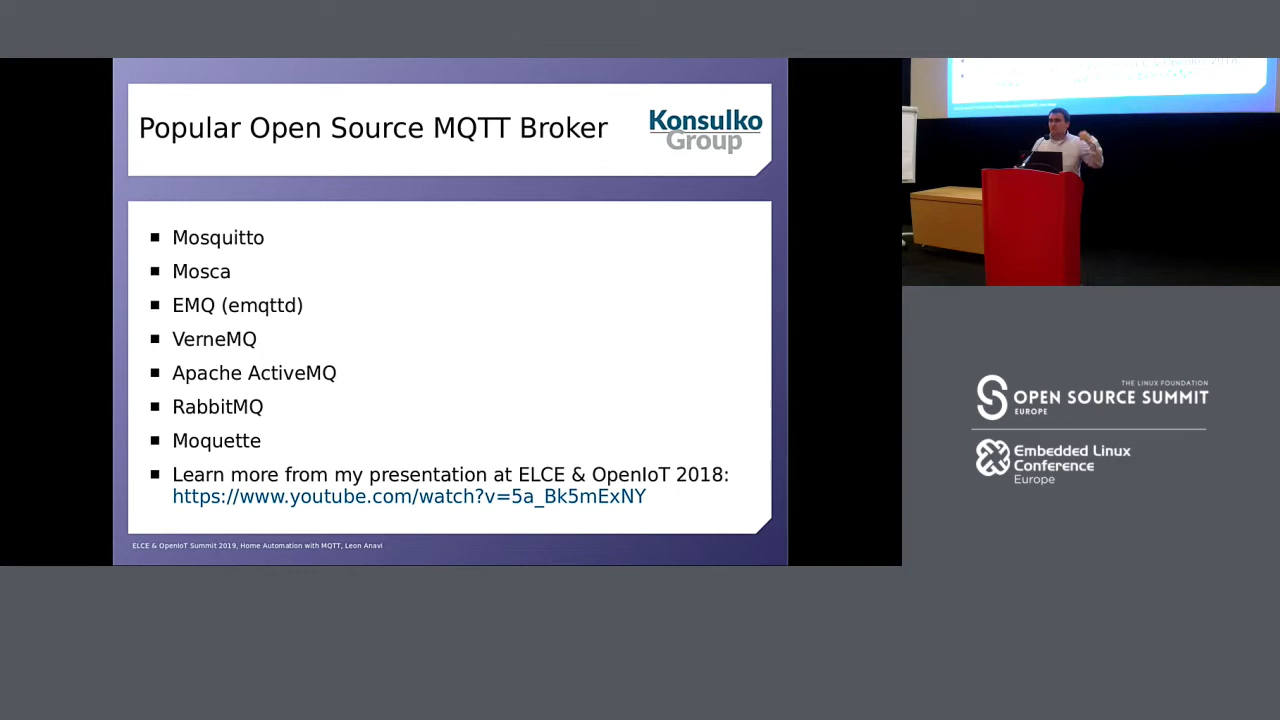 Popular Open Source MQTT Broker
Konsulko
Group
Mosquitto
Mosca
EMQ (emqttd)
VerneMQ
Apache ActiveMQ
RabbitMQ
Moquette
Learn more from my presentation at ELCE & OpenIoT 2018:
https://www.youtube.com/watch?v=5a_Bk5mExNY
ELCE & OpenIoT Summit 2019, Home Automation with MQTT, Leon Anavi
THE LINUX FOUNDATION
OPEN SOURCE SUMMIT
EUROPE
Embedded Linux
Conference
Europe